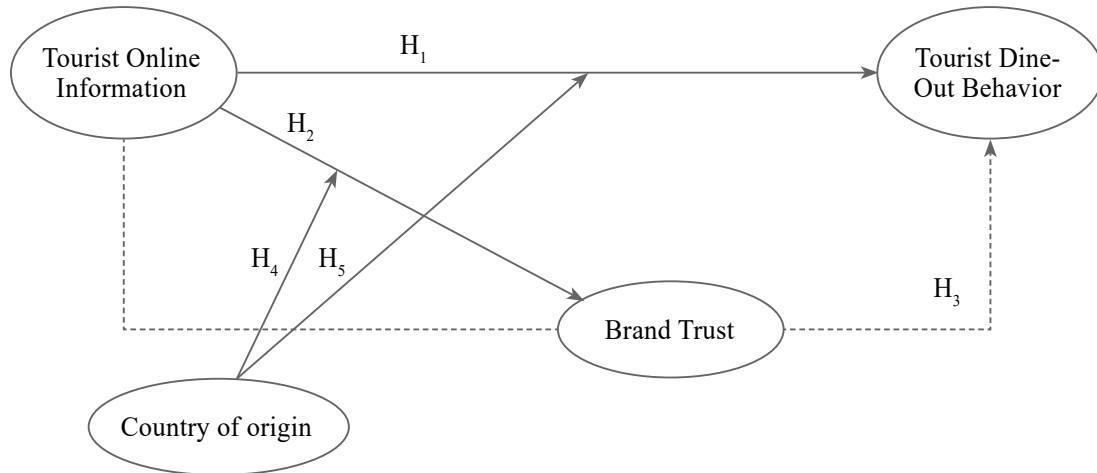 Tourist Online
Information
H₁
Tourist Dine-
Out Behavior
H₂
H₄
H₅
H₃
Brand Trust
Country of origin